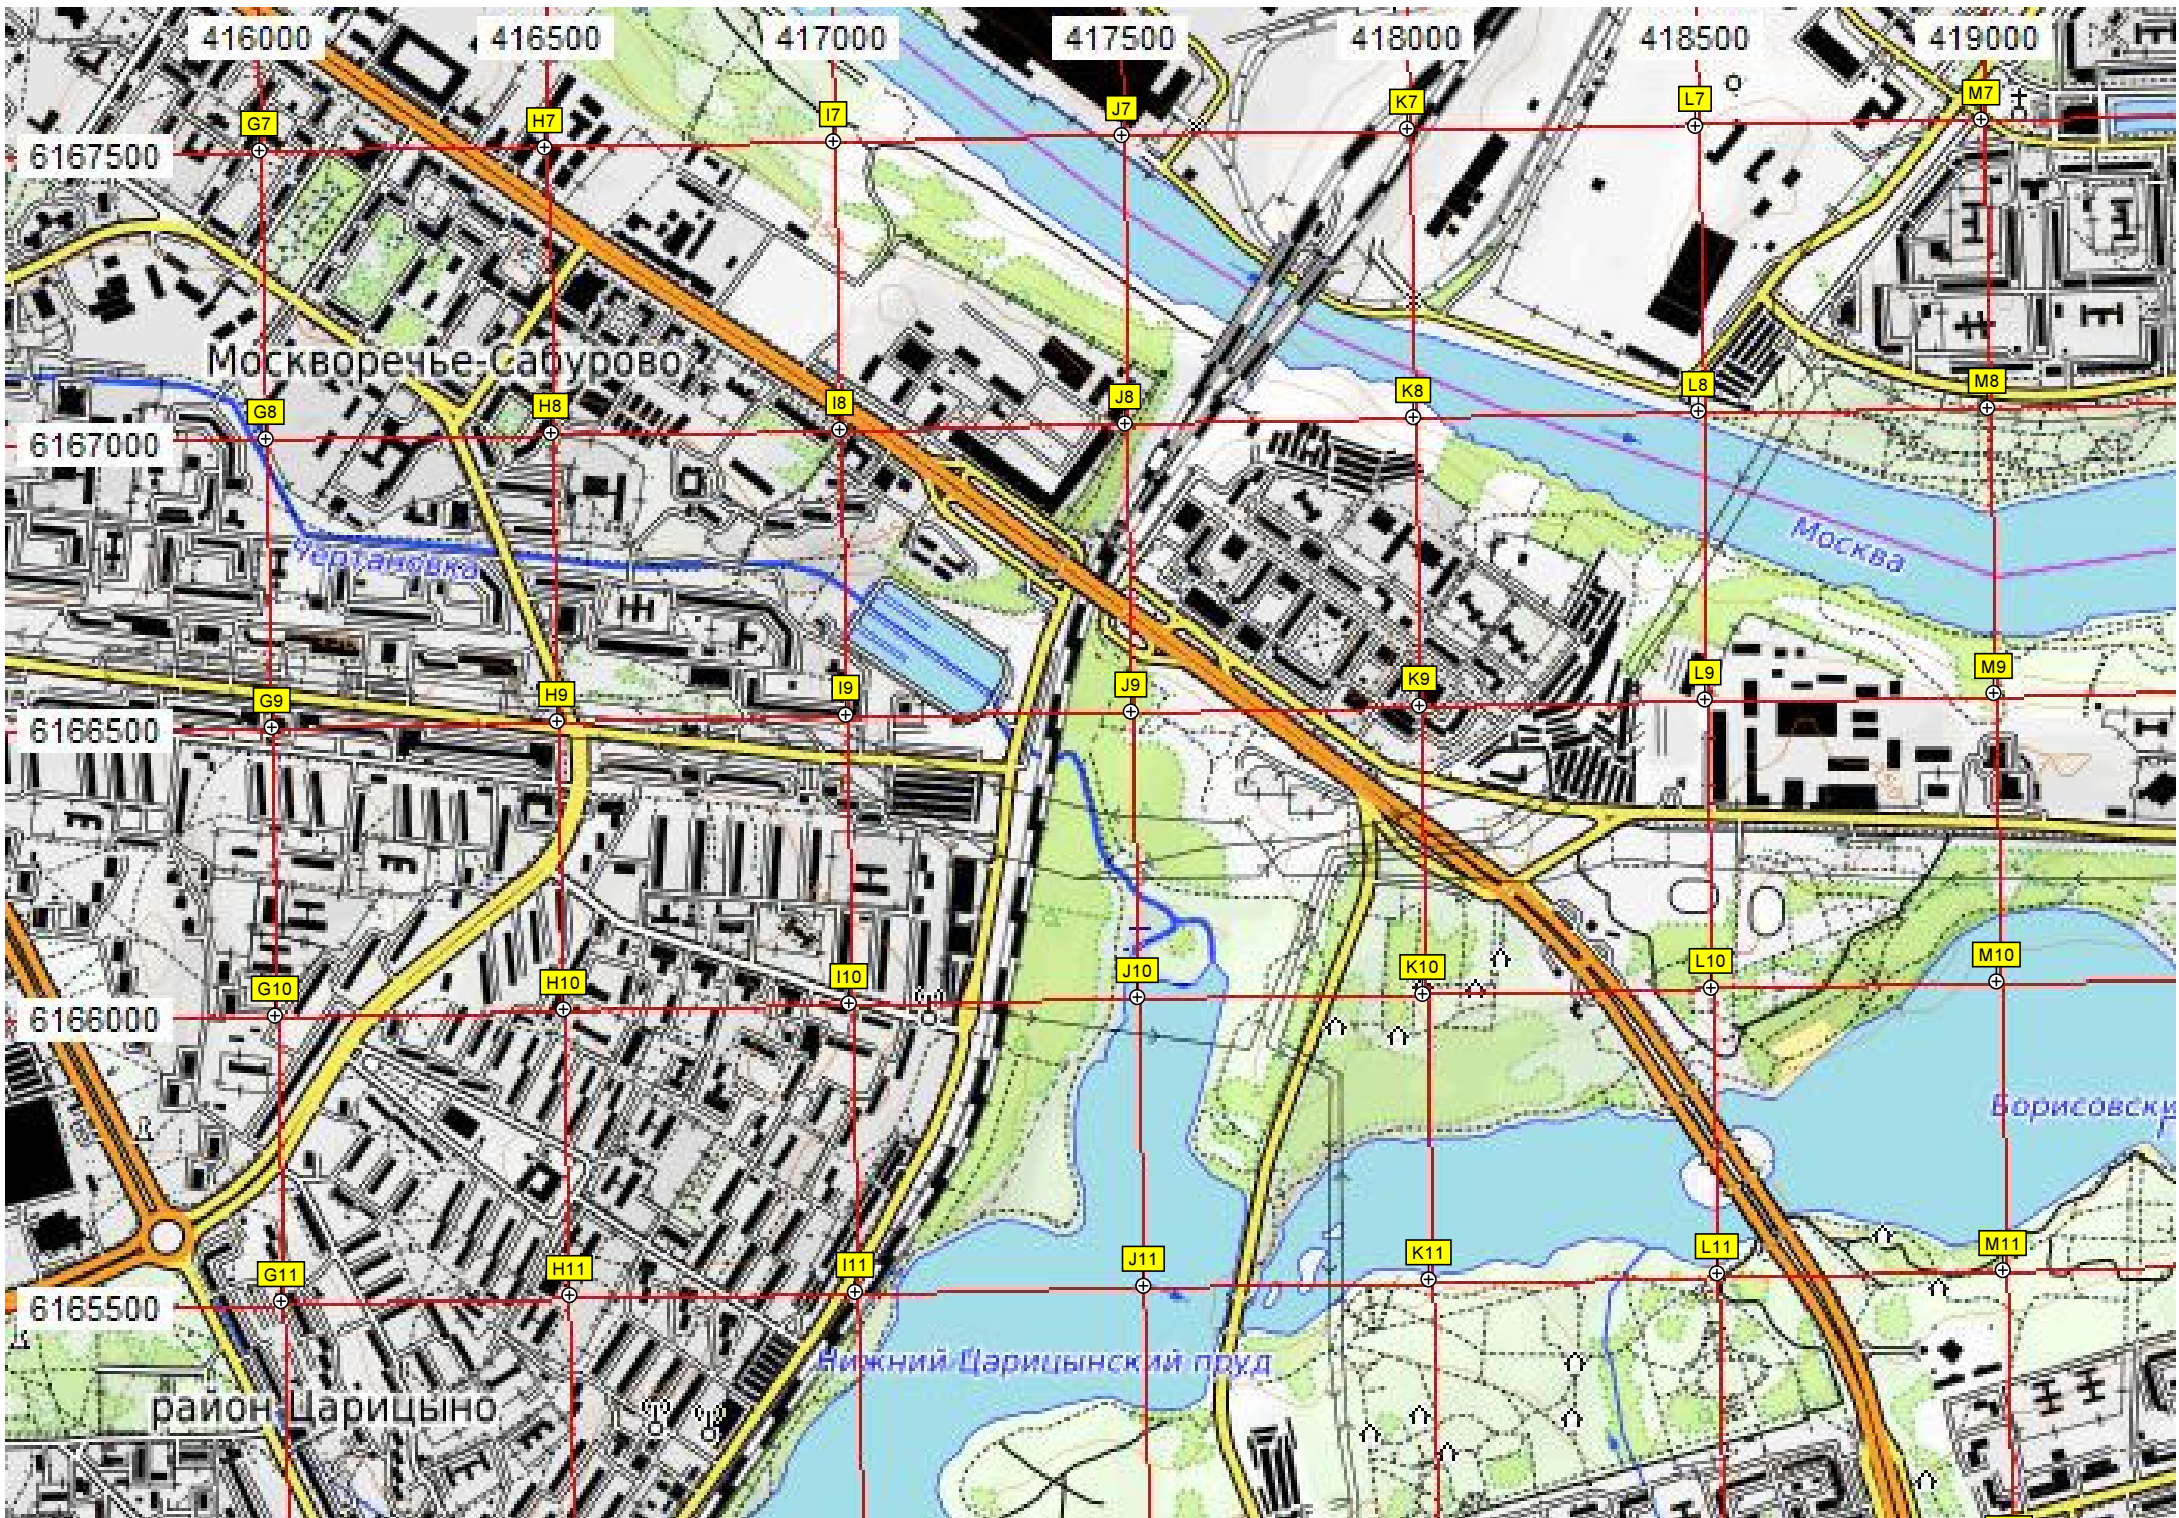 416000 416500 417000 417500 418000 418500 419000
G7 H7 I7 J7 K7 L7 M7
6167500
Москворечье-Сабурово
G8 H8 I8 J8 K8 L8 M8
6167000
Москва
Чертановка
G9 H9 I9 J9 K9 L9 M9
6166500
G10 H10 I10 J10 K10 L10 M10
6166000
Борисовски
G11 H11 I11 J11 K11 L11 M11
6165500
Нижний Царицынский пруд
район Царицыно